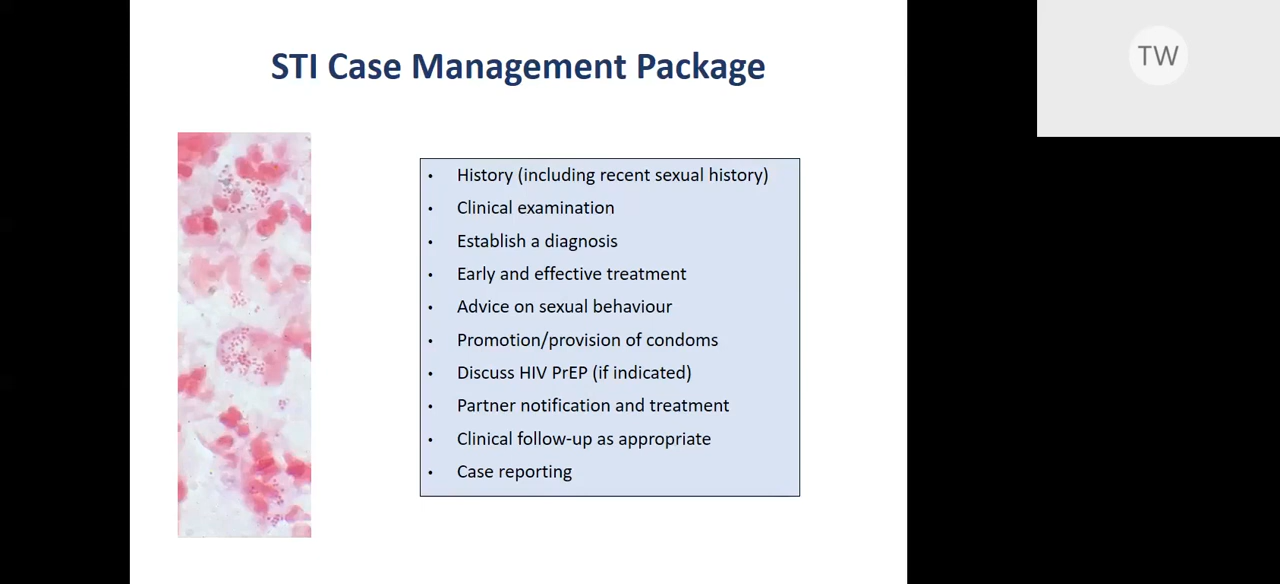 STI Case Management Package
TW
• History (including recent sexual history)
• Clinical examination
• Establish a diagnosis
• Early and effective treatment
• Advice on sexual behaviour
• Promotion/provision of condoms
• Discuss HIV PrEP (if indicated)
• Partner notification and treatment
• Clinical follow-up as appropriate
• Case reporting